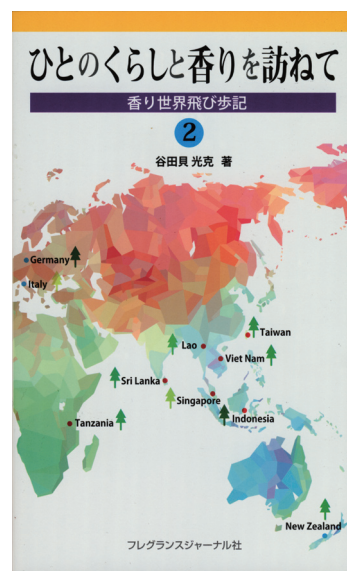 ひとのくらしと香りを訪ねて
香り世界飛び歩記
2
谷田貝 光克 著
Germany
Italy
Taiwan
Lao
Viet Nam
Sri Lanka
Singapore
Indonesia
Tanzania
New Zealand
フレグランスジャーナル社